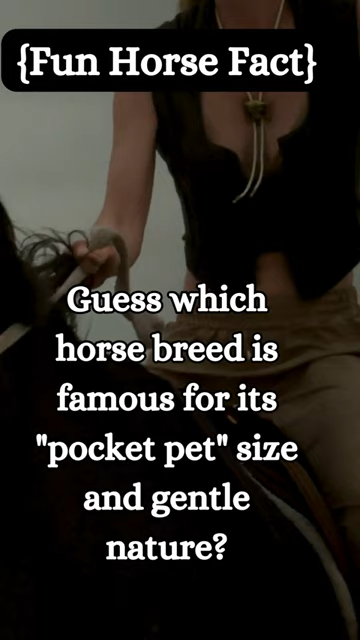 {Fun Horse Fact}
Guess which
horse breed is
famous for its
"pocket pet" size
and gentle
nature?